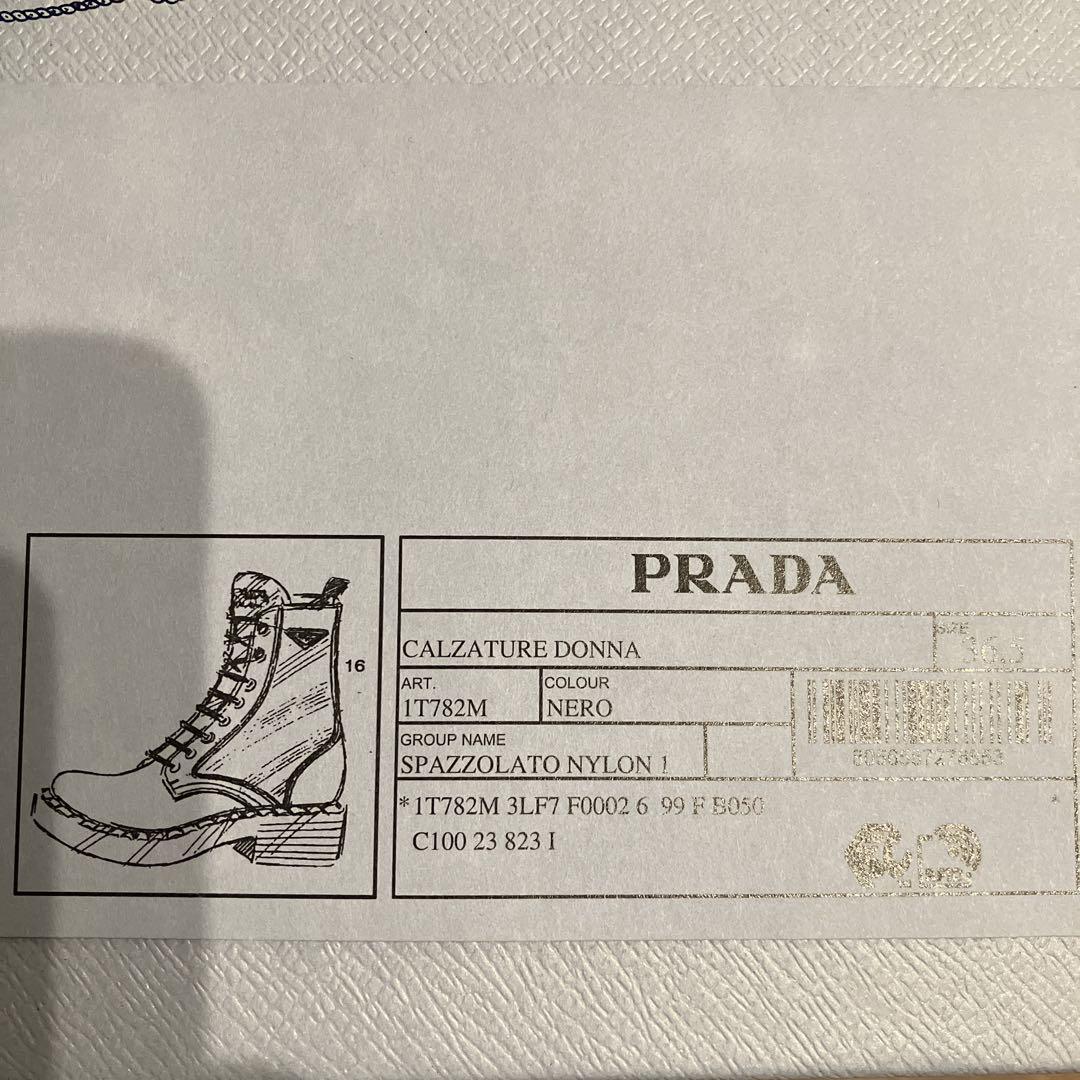 PRADA
CALZATURE DONNA
SIZE
36.5
16
ART.
1T782M
COLOUR
NERO
GROUP NAME
SPAZZOLATO NYLON 1
*1T782M 3LF7 F0002 6 99 F B050 *
C100 23 823 I